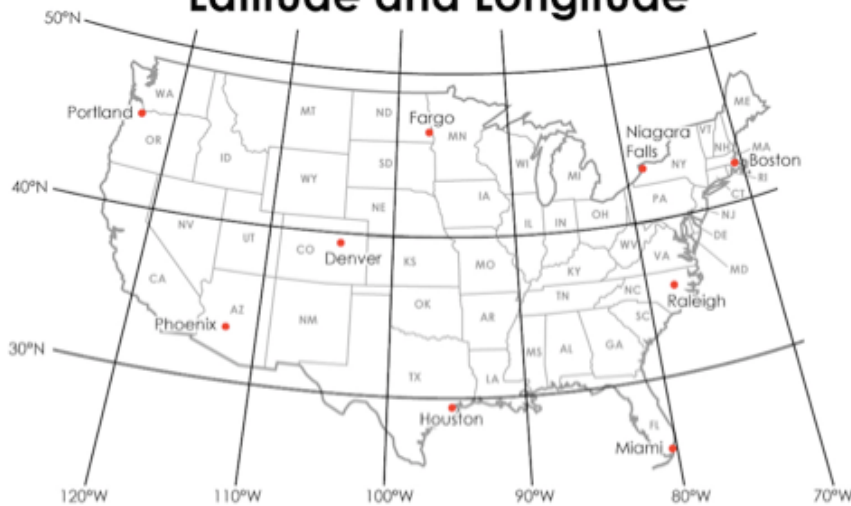 Latitude and Longitude
50°N
WA
Portland
MT
ND
Fargo
MN
ME
OR
ID
Niagara
Falls
VT
NH
MA
Boston
WY
SD
WI
MI
NY
RI
CT
40°N
NE
IA
PA
NJ
NV
UT
CO
Denver
KS
IL
IN
OH
WV
VA
DE
MD
MO
KY
CA
AZ
NM
OK
TN
NC
Raleigh
Phoenix
AR
SC
30°N
MS
AL
GA
TX
LA
Houston
FL
Miami
120°W
110°W
100°W
90°W
80°W
70°W